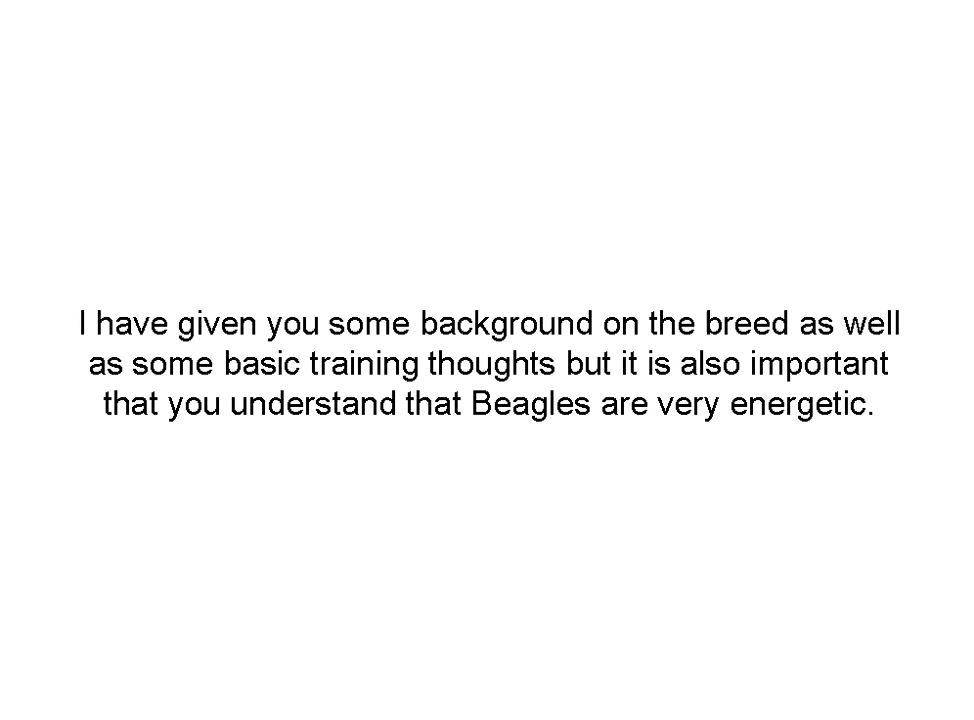 I have given you some background on the breed as well
as some basic training thoughts but it is also important
that you understand that Beagles are very energetic.